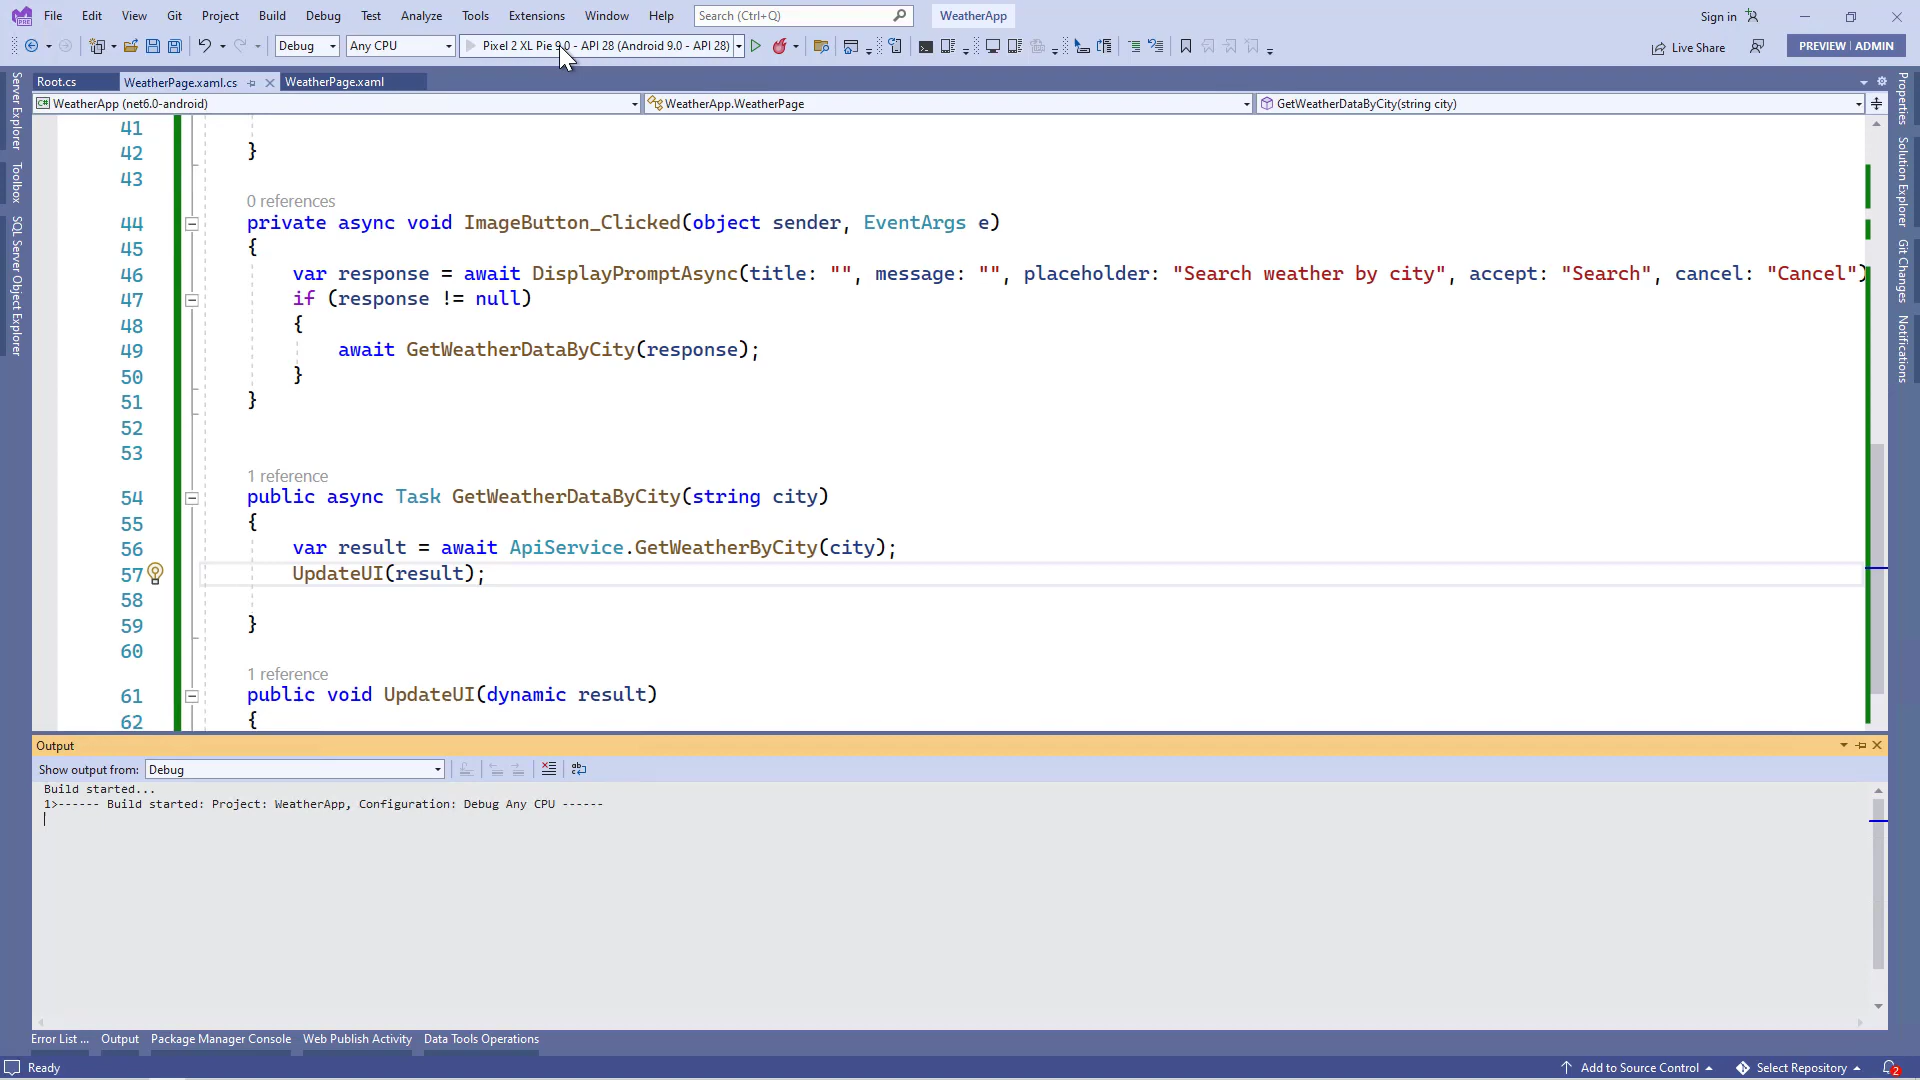 File Edit View Git Project Build Debug Test Analyze Tools Extensions Window Help Search (Ctrl+Q) WeatherApp Sign in
Debug Any CPU Pixel 2 XL Pie 9.0 - API 28 (Android 9.0 - API 28) Live Share PREVIEW ADMIN
Root.cs WeatherPage.xaml.cs WeatherPage.xaml
WeatherApp (net6.0-android) WeatherApp.WeatherPage GetWeatherDataByCity(string city)
Server Explorer
Toolbox
SQL Server Object Explorer
41
42 }
43
0 references
44 private async void ImageButton_Clicked(object sender, EventArgs e)
45 {
46 var response = await DisplayPromptAsync(title: "", message: "", placeholder: "Search weather by city", accept: "Search", cancel: "Cancel")
47 if (response != null)
48 {
49 await GetWeatherDataByCity(response);
50 }
51 }
52
53
1 reference
54 public async Task GetWeatherDataByCity(string city)
55 {
56 var result = await ApiService.GetWeatherByCity(city);
57 UpdateUI(result);
58
59 }
60
1 reference
61 public void UpdateUI(dynamic result)
62 {
Properties
Solution Explorer
Git Changes
Notifications
Output
Show output from: Debug
Build started...
1>------ Build started: Project: WeatherApp, Configuration: Debug Any CPU ------
Error List ... Output Package Manager Console Web Publish Activity Data Tools Operations
Ready Add to Source Control Select Repository 2